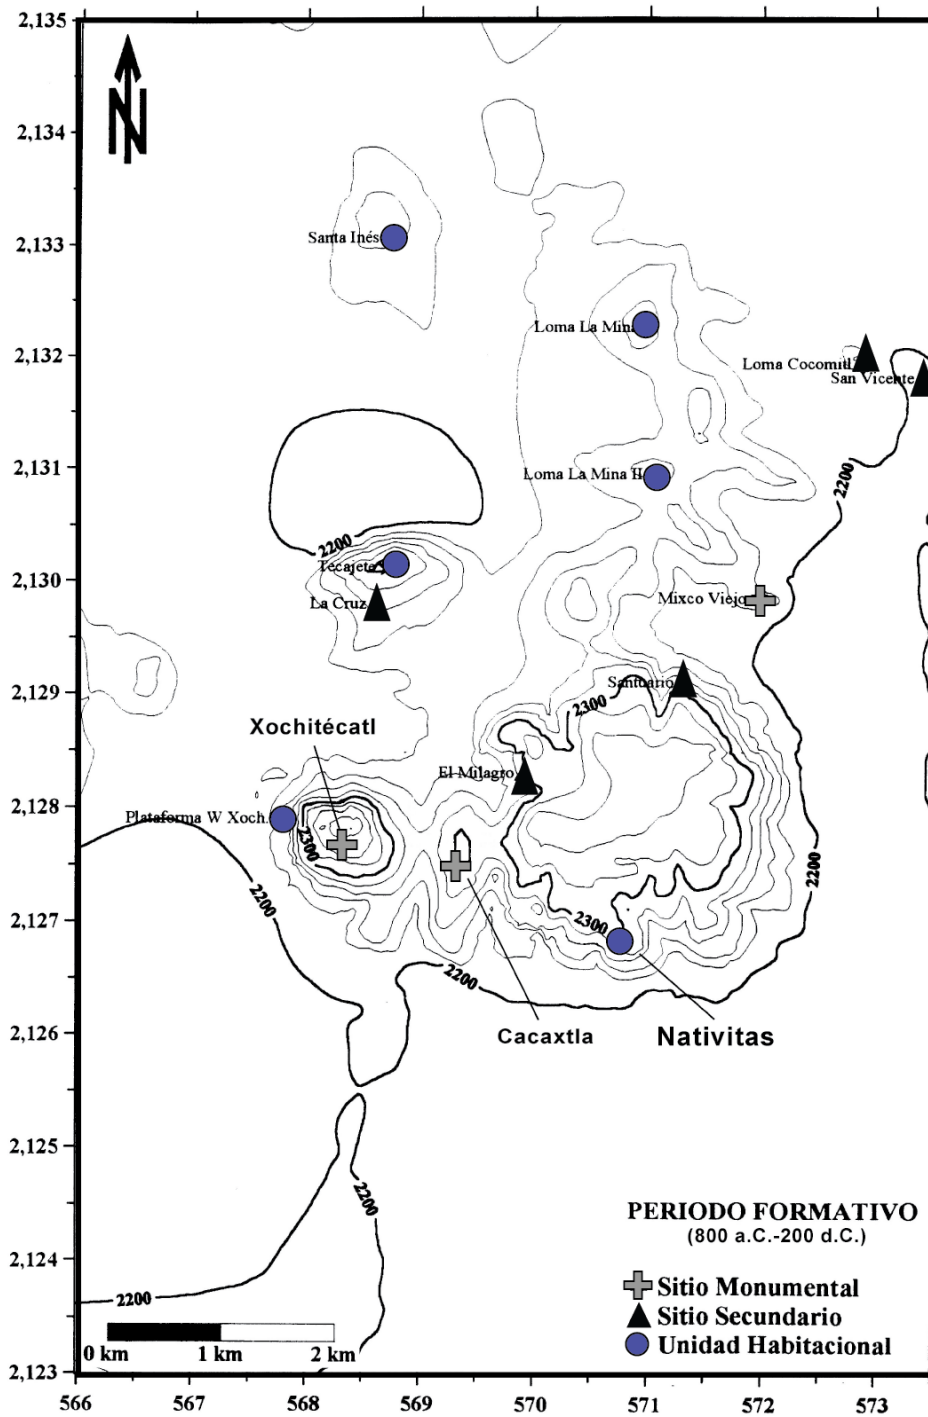 2,135
N
2,134
2,133
Santa Inés
Loma La Mina
2,132
Loma Cocomitl
San Vicente
2,131
Loma La Mina II
2200
2200
2,130
Tecajete
La Cruz
Mixco Viejo
2,129
Santuario
2300
Xochitécatl
El Milagro
2,128
Plataforma W Xoch.
2300
2200
2200
2,127
2300
2200
2,126
Cacaxtla
Nativitas
2,125
2200
2,124
2200
PERIODO FORMATIVO
(800 a.C.-200 d.C.)
Sitio Monumental
Sitio Secundario
Unidad Habitacional
0 km 1 km 2 km
2,123
566 567 568 569 570 571 572 573